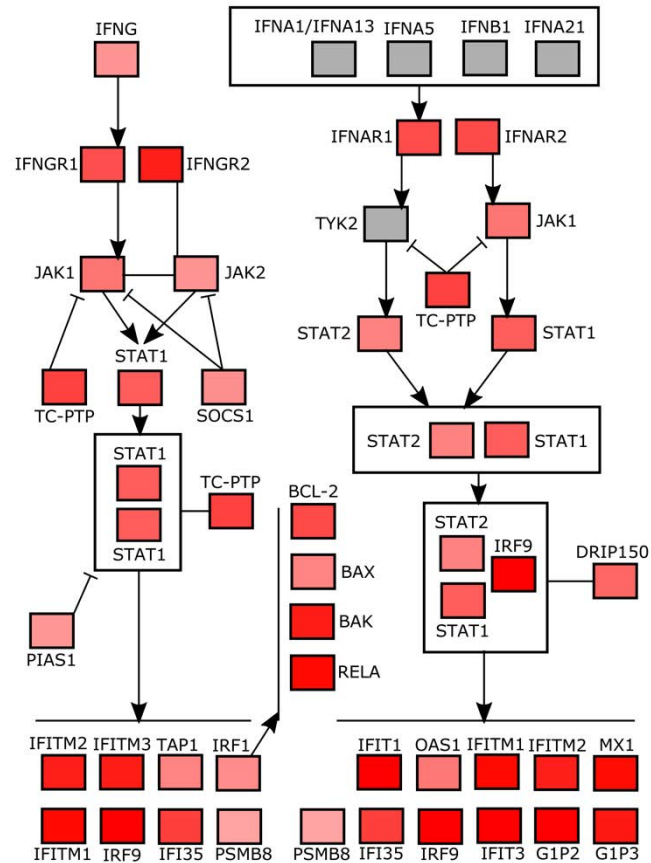 IFNG
IFNA1/IFNA13 IFNA5 IFNB1 IFNA21
IFNGR1 IFNGR2
IFNAR1 IFNAR2
TYK2 JAK1
JAK1 JAK2
TC-PTP
STAT2 STAT1
STAT1
TC-PTP SOCS1
STAT2 STAT1
STAT1
TC-PTP
STAT1
BCL-2
BAX
BAK
RELA
STAT2
IRF9
DRIP150
STAT1
PIAS1
IFITM2 IFITM3 TAP1 IRF1
IFITM1 IRF9 IFI35 PSMB8
IFIT1 OAS1 IFITM1 IFITM2 MX1
PSMB8 IFI35 IRF9 IFIT3 G1P2 G1P3